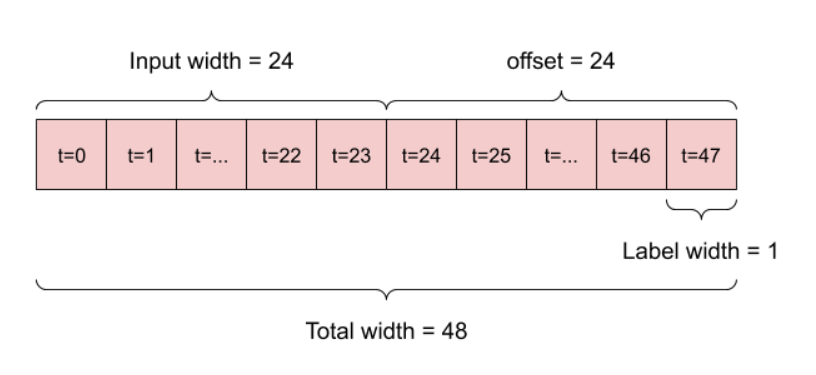 Input width = 24
offset = 24
t=0 t=1 t=... t=22 t=23 t=24 t=25 t=... t=46 t=47
Label width = 1
Total width = 48